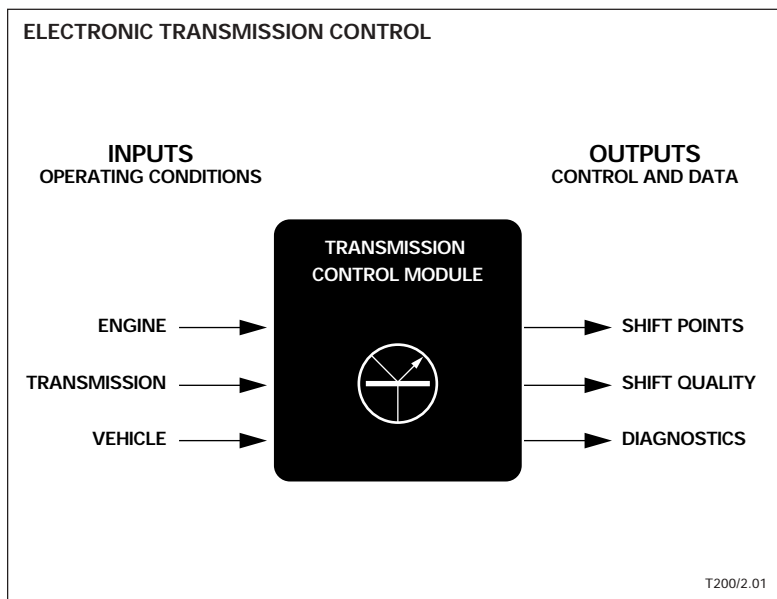 ELECTRONIC TRANSMISSION CONTROL
INPUTS
OPERATING CONDITIONS
OUTPUTS
CONTROL AND DATA
TRANSMISSION
CONTROL MODULE
ENGINE
TRANSMISSION
VEHICLE
SHIFT POINTS
SHIFT QUALITY
DIAGNOSTICS
T200/2.01